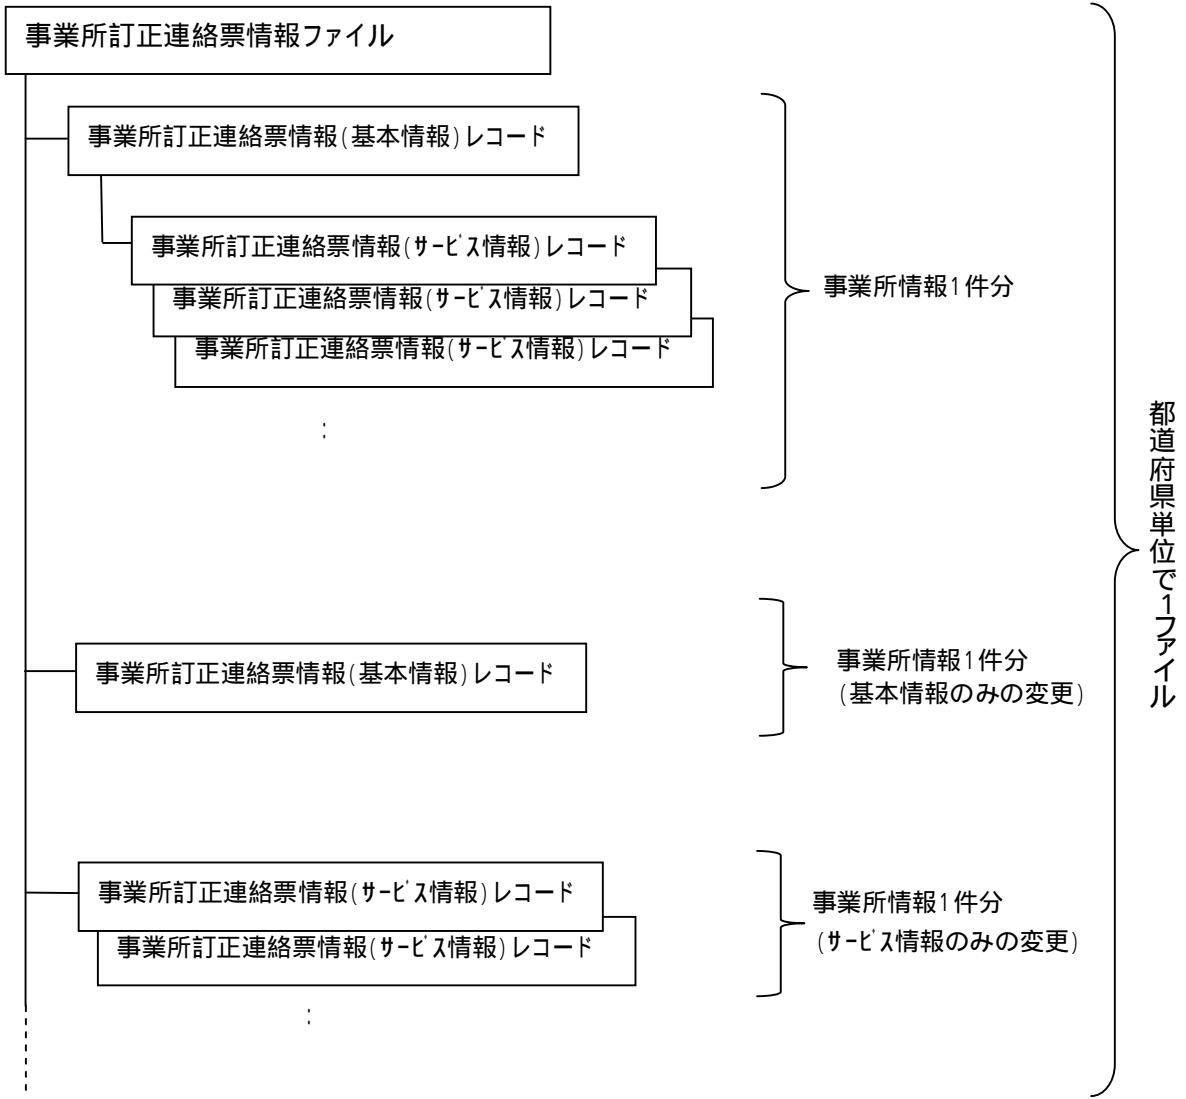 事業所訂正連絡票情報ファイル
事業所訂正連絡票情報(基本情報)レコード
事業所訂正連絡票情報(ｻｰﾋﾞｽ情報)レコード
事業所訂正連絡票情報(ｻｰﾋﾞｽ情報)レコード
事業所訂正連絡票情報(ｻｰﾋﾞｽ情報)レコード
:
事業所情報1件分
事業所訂正連絡票情報(基本情報)レコード
事業所情報1件分
(基本情報のみの変更)
事業所訂正連絡票情報(ｻｰﾋﾞｽ情報)レコード
事業所訂正連絡票情報(ｻｰﾋﾞｽ情報)レコード
:
事業所情報1件分
(ｻｰﾋﾞｽ情報のみの変更)
都道府県単位で1ファイル